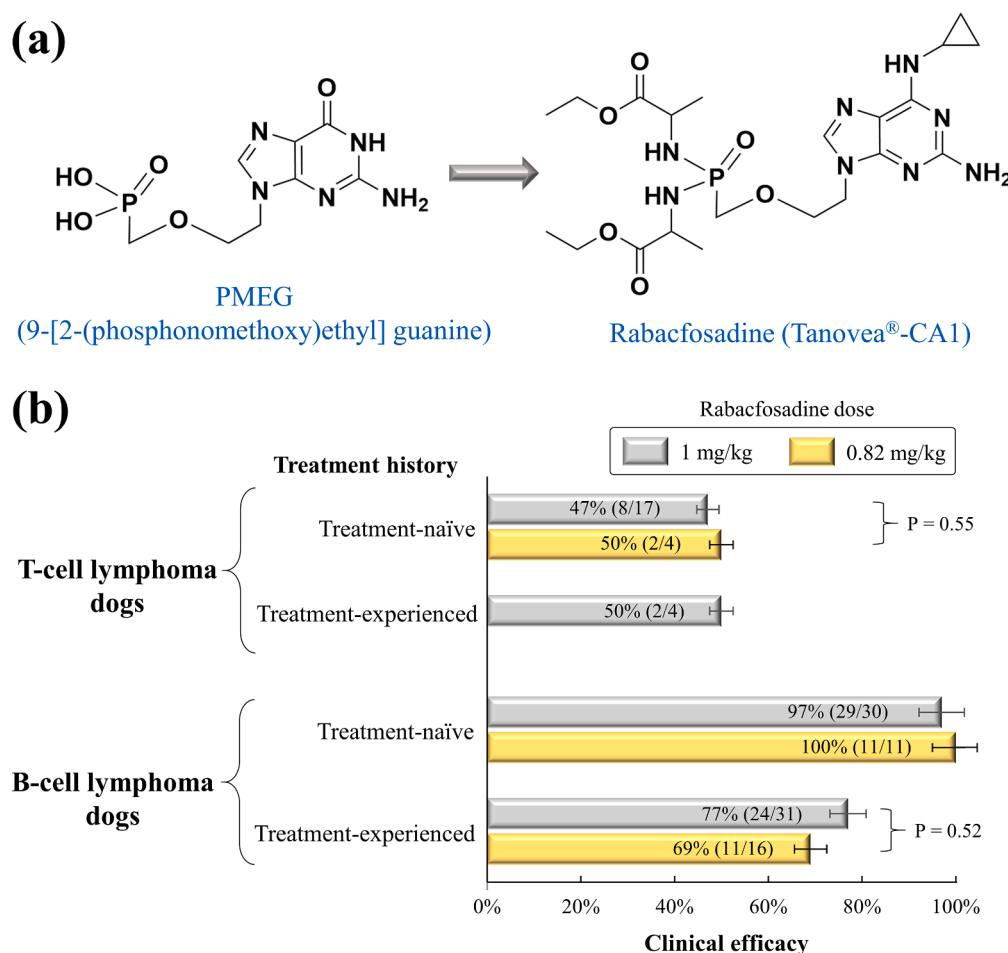 (a)
O
N
NH
N
N
NH₂
HO
O
P
HO
O
PMEG
(9-[2-(phosphonomethoxy)ethyl] guanine)
HN
O
O
HN
O
P
HN
O
O
O
N
N
N
N
NH₂
Rabacfosadine (Tanovea®-CA1)
(b)
Rabacfosadine dose
1 mg/kg
0.82 mg/kg
Treatment history
T-cell lymphoma
dogs
Treatment-naïve
47% (8/17)
50% (2/4)
P = 0.55
Treatment-experienced
50% (2/4)
B-cell lymphoma
dogs
Treatment-naïve
97% (29/30)
100% (11/11)
Treatment-experienced
77% (24/31)
69% (11/16)
P = 0.52
0%
20%
40%
60%
80%
100%
Clinical efficacy